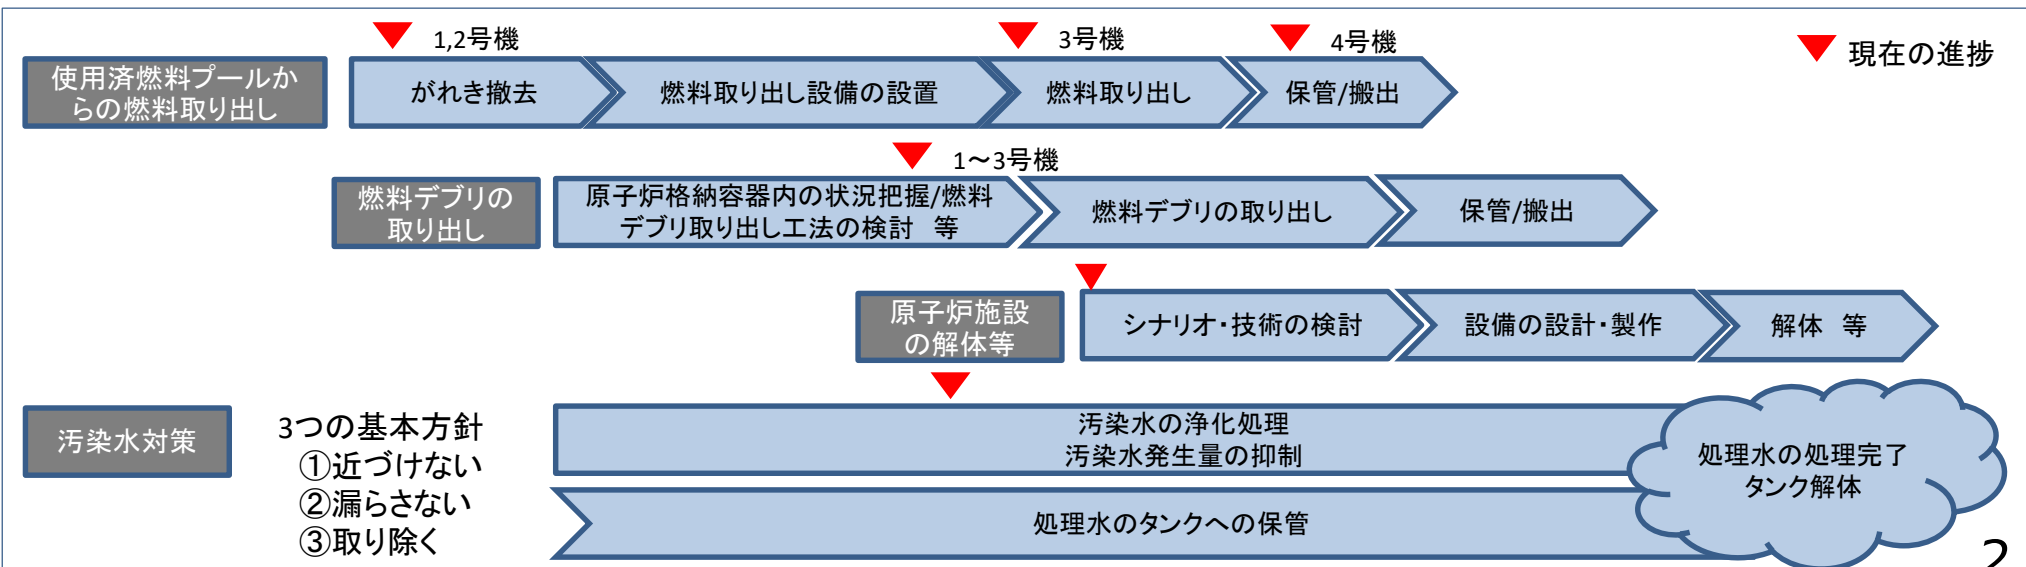 1,2号機
3号機
4号機
現在の進捗
使用済燃料プールか
らの燃料取り出し
がれき撤去
燃料取り出し設備の設置
燃料取り出し
保管/搬出
1～3号機
燃料デブリの
取り出し
原子炉格納容器内の状況把握/燃料
デブリ取り出し工法の検討　等
燃料デブリの取り出し
保管/搬出
原子炉施設
の解体等
シナリオ・技術の検討
設備の設計・製作
解体　等
汚染水対策
3つの基本方針
①近づけない
②漏らさない
③取り除く
汚染水の浄化処理
汚染水発生量の抑制
処理水のタンクへの保管
処理水の処理完了
タンク解体
2